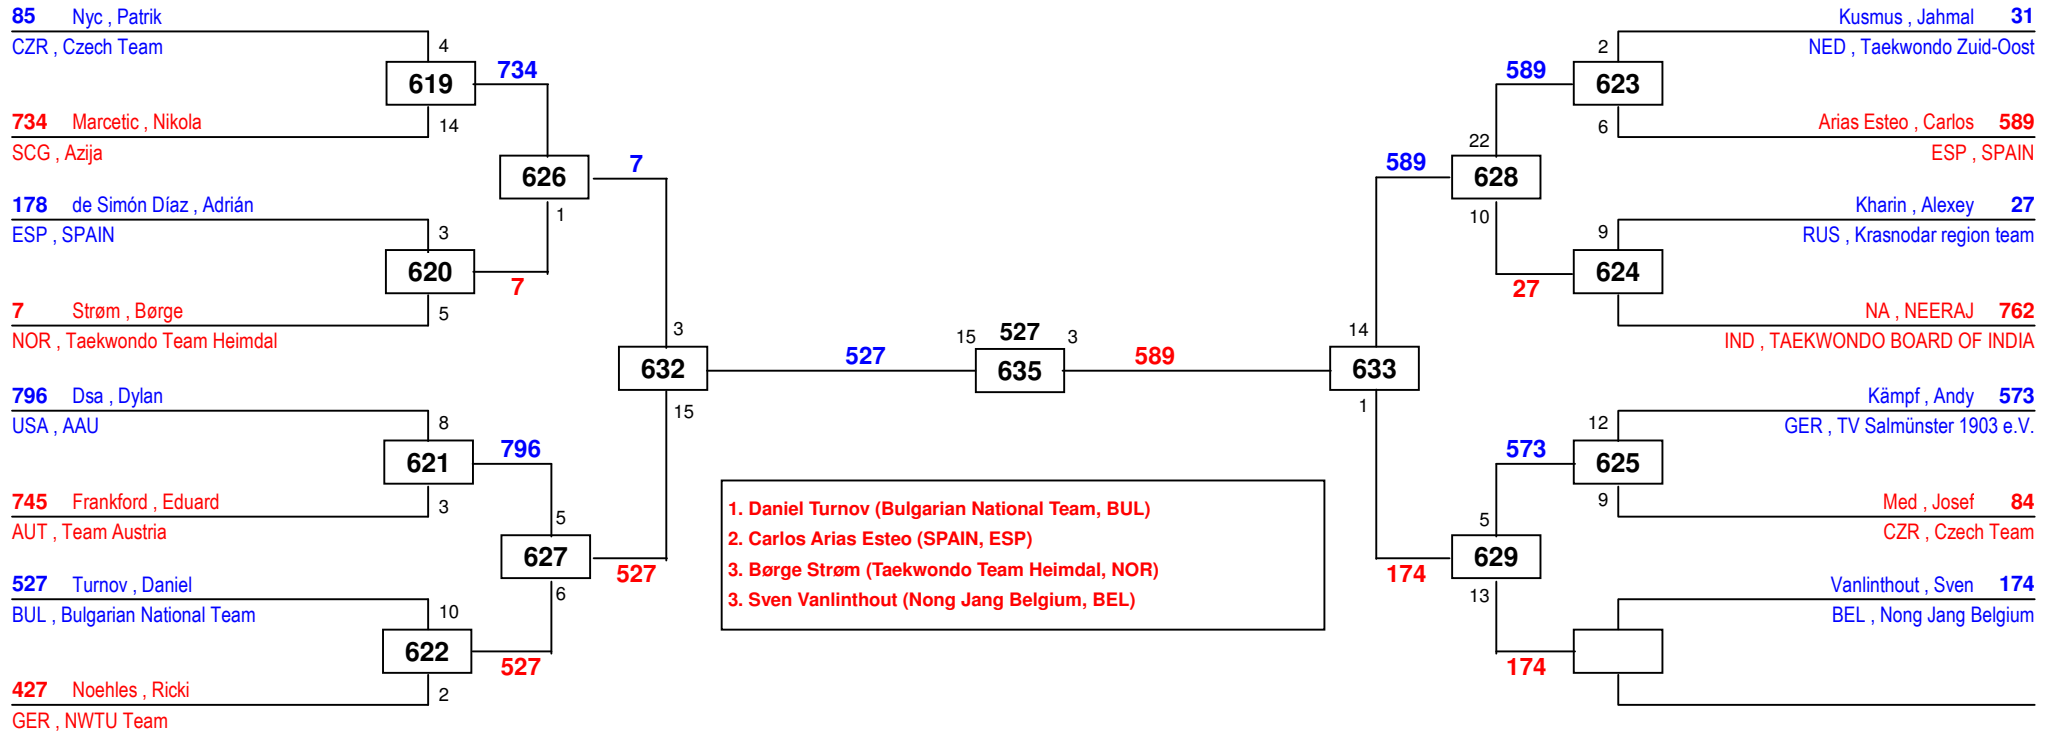 85 Nyc , Patrik
CZR , Czech Team
4
619
734
14
734 Marcetic , Nikola
SCG , Azija
626
7
1
178 de Simón Díaz , Adrián
ESP , SPAIN
3
620
7
5
7 Strøm , Børge
NOR , Taekwondo Team Heimdal
3
632
527
15
796 Dsa , Dylan
USA , AAU
8
621
796
3
745 Frankford , Eduard
AUT , Team Austria
5
627
527
6
527 Turnov , Daniel
BUL , Bulgarian National Team
10
622
527
2
427 Noehles , Ricki
GER , NWTU Team
15 527 3
635
589
1. Daniel Turnov (Bulgarian National Team, BUL)
2. Carlos Arias Esteo (SPAIN, ESP)
3. Børge Strøm (Taekwondo Team Heimdal, NOR)
3. Sven Vanlinthout (Nong Jang Belgium, BEL)
Kusmus , Jahmal 31
NED , Taekwondo Zuid-Oost
2
589
623
6
Arias Esteo , Carlos 589
ESP , SPAIN
22
589
628
10
Kharin , Alexey 27
RUS , Krasnodar region team
9
624
27
NA , NEERAJ 762
IND , TAEKWONDO BOARD OF INDIA
14
633
1
Kämpf , Andy 573
GER , TV Salmünster 1903 e.V.
12
573
625
9
Med , Josef 84
CZR , Czech Team
5
629
174
13
Vanlinthout , Sven 174
BEL , Nong Jang Belgium
174